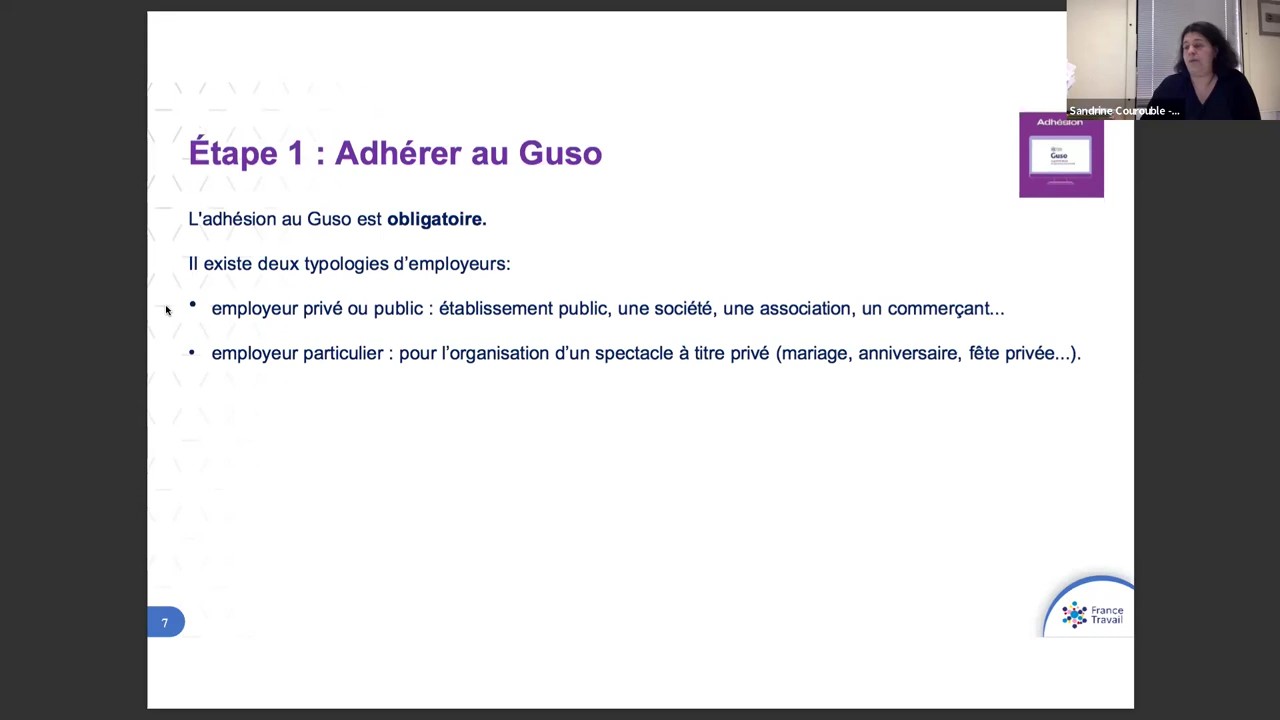 Sandrine Courouble -...
Adhésion
Guso
Étape 1 : Adhérer au Guso
L'adhésion au Guso est obligatoire.
Il existe deux typologies d’employeurs:
• employeur privé ou public : établissement public, une société, une association, un commerçant...
• employeur particulier : pour l’organisation d’un spectacle à titre privé (mariage, anniversaire, fête privée...).
7
France
Travail